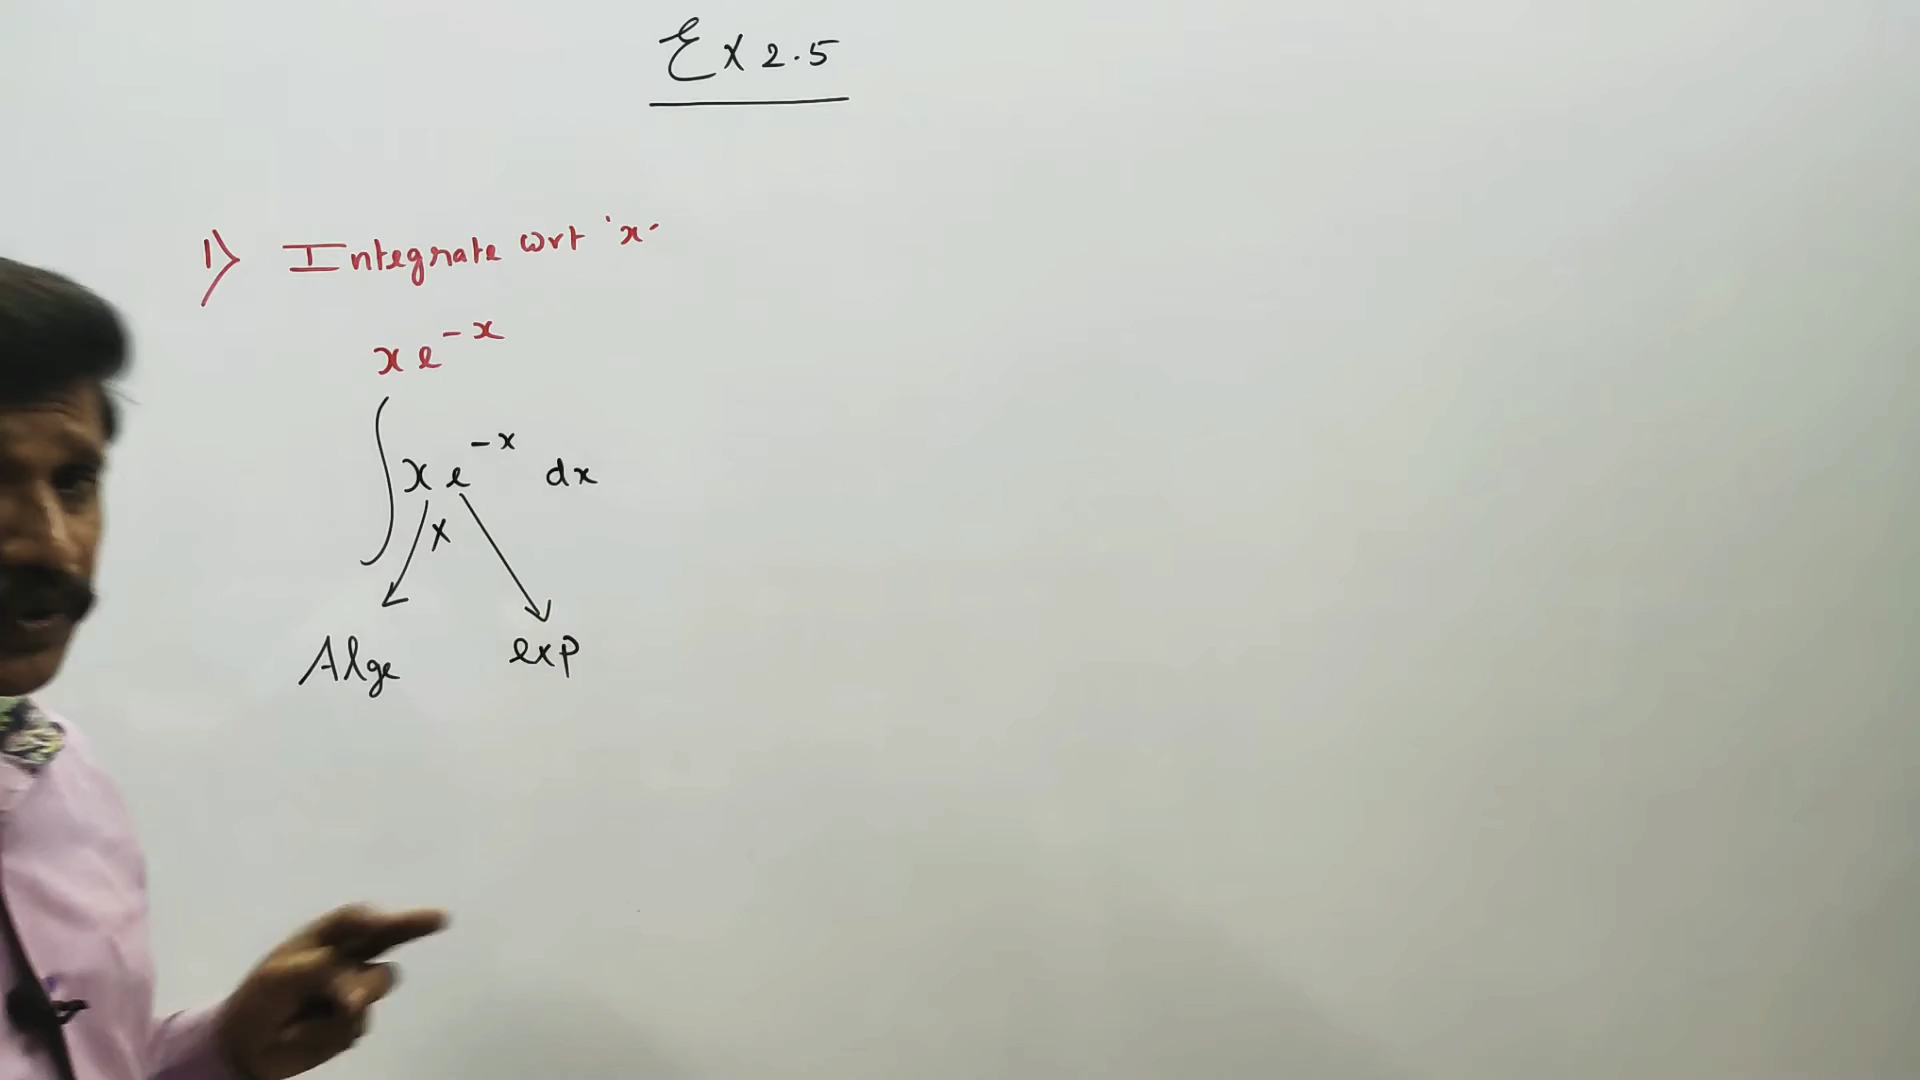 Ex 2.5
1) Integrate wrt 'x'
x e^-x
∫ x e^-x dx
x
Alge exp